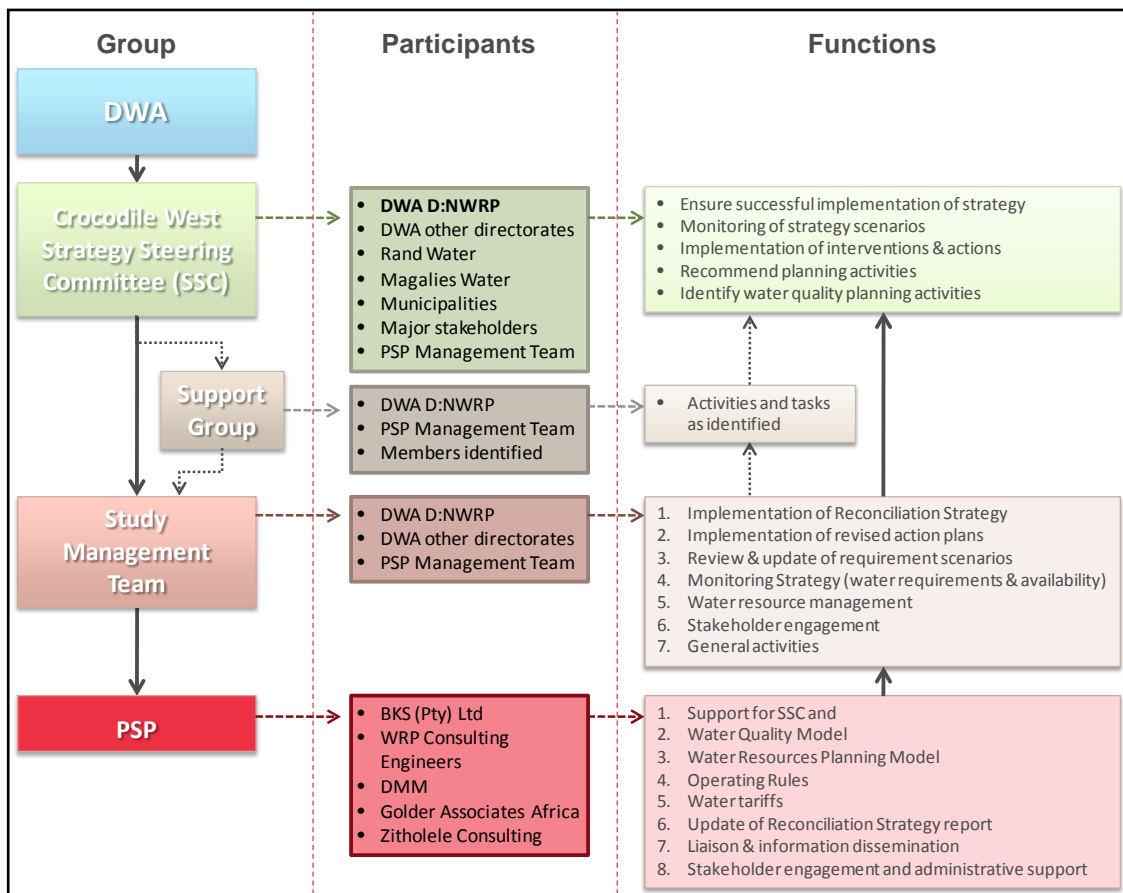 Group
Participants
Functions
DWA
Crocodile West
Strategy Steering
Committee (SSC)
• DWA D:NWRP
• DWA other directorates
• Rand Water
• Magalies Water
• Municipalities
• Major stakeholders
• PSP Management Team
• Ensure successful implementation of strategy
• Monitoring of strategy scenarios
• Implementation of interventions & actions
• Recommend planning activities
• Identify water quality planning activities
Support
Group
• DWA D:NWRP
• PSP Management Team
• Members identified
• Activities and tasks
as identified
Study
Management
Team
• DWA D:NWRP
• DWA other directorates
• PSP Management Team
1. Implementation of Reconciliation Strategy
2. Implementation of revised action plans
3. Review & update of requirement scenarios
4. Monitoring Strategy (water requirements & availability)
5. Water resource management
6. Stakeholder engagement
7. General activities
PSP
• BKS (Pty) Ltd
• WRP Consulting
Engineers
• DMM
• Golder Associates Africa
• Zitholele Consulting
1. Support for SSC and
2. Water Quality Model
3. Water Resources Planning Model
4. Operating Rules
5. Water tariffs
6. Update of Reconciliation Strategy report
7. Liaison & information dissemination
8. Stakeholder engagement and administrative support